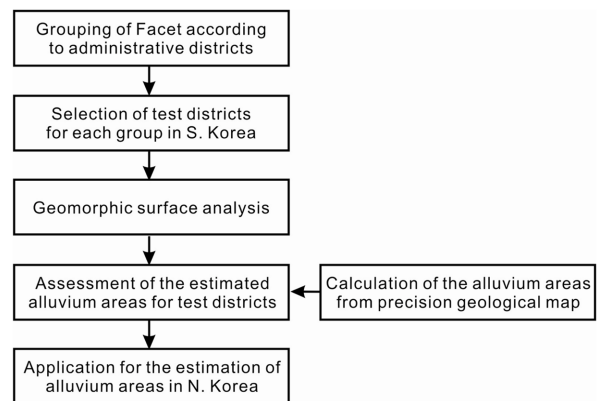 Grouping of Facet according
to administrative districts
Selection of test districts
for each group in S. Korea
Geomorphic surface analysis
Assessment of the estimated
alluvium areas for test districts
Calculation of the alluvium areas
from precision geological map
Application for the estimation of
alluvium areas in N. Korea